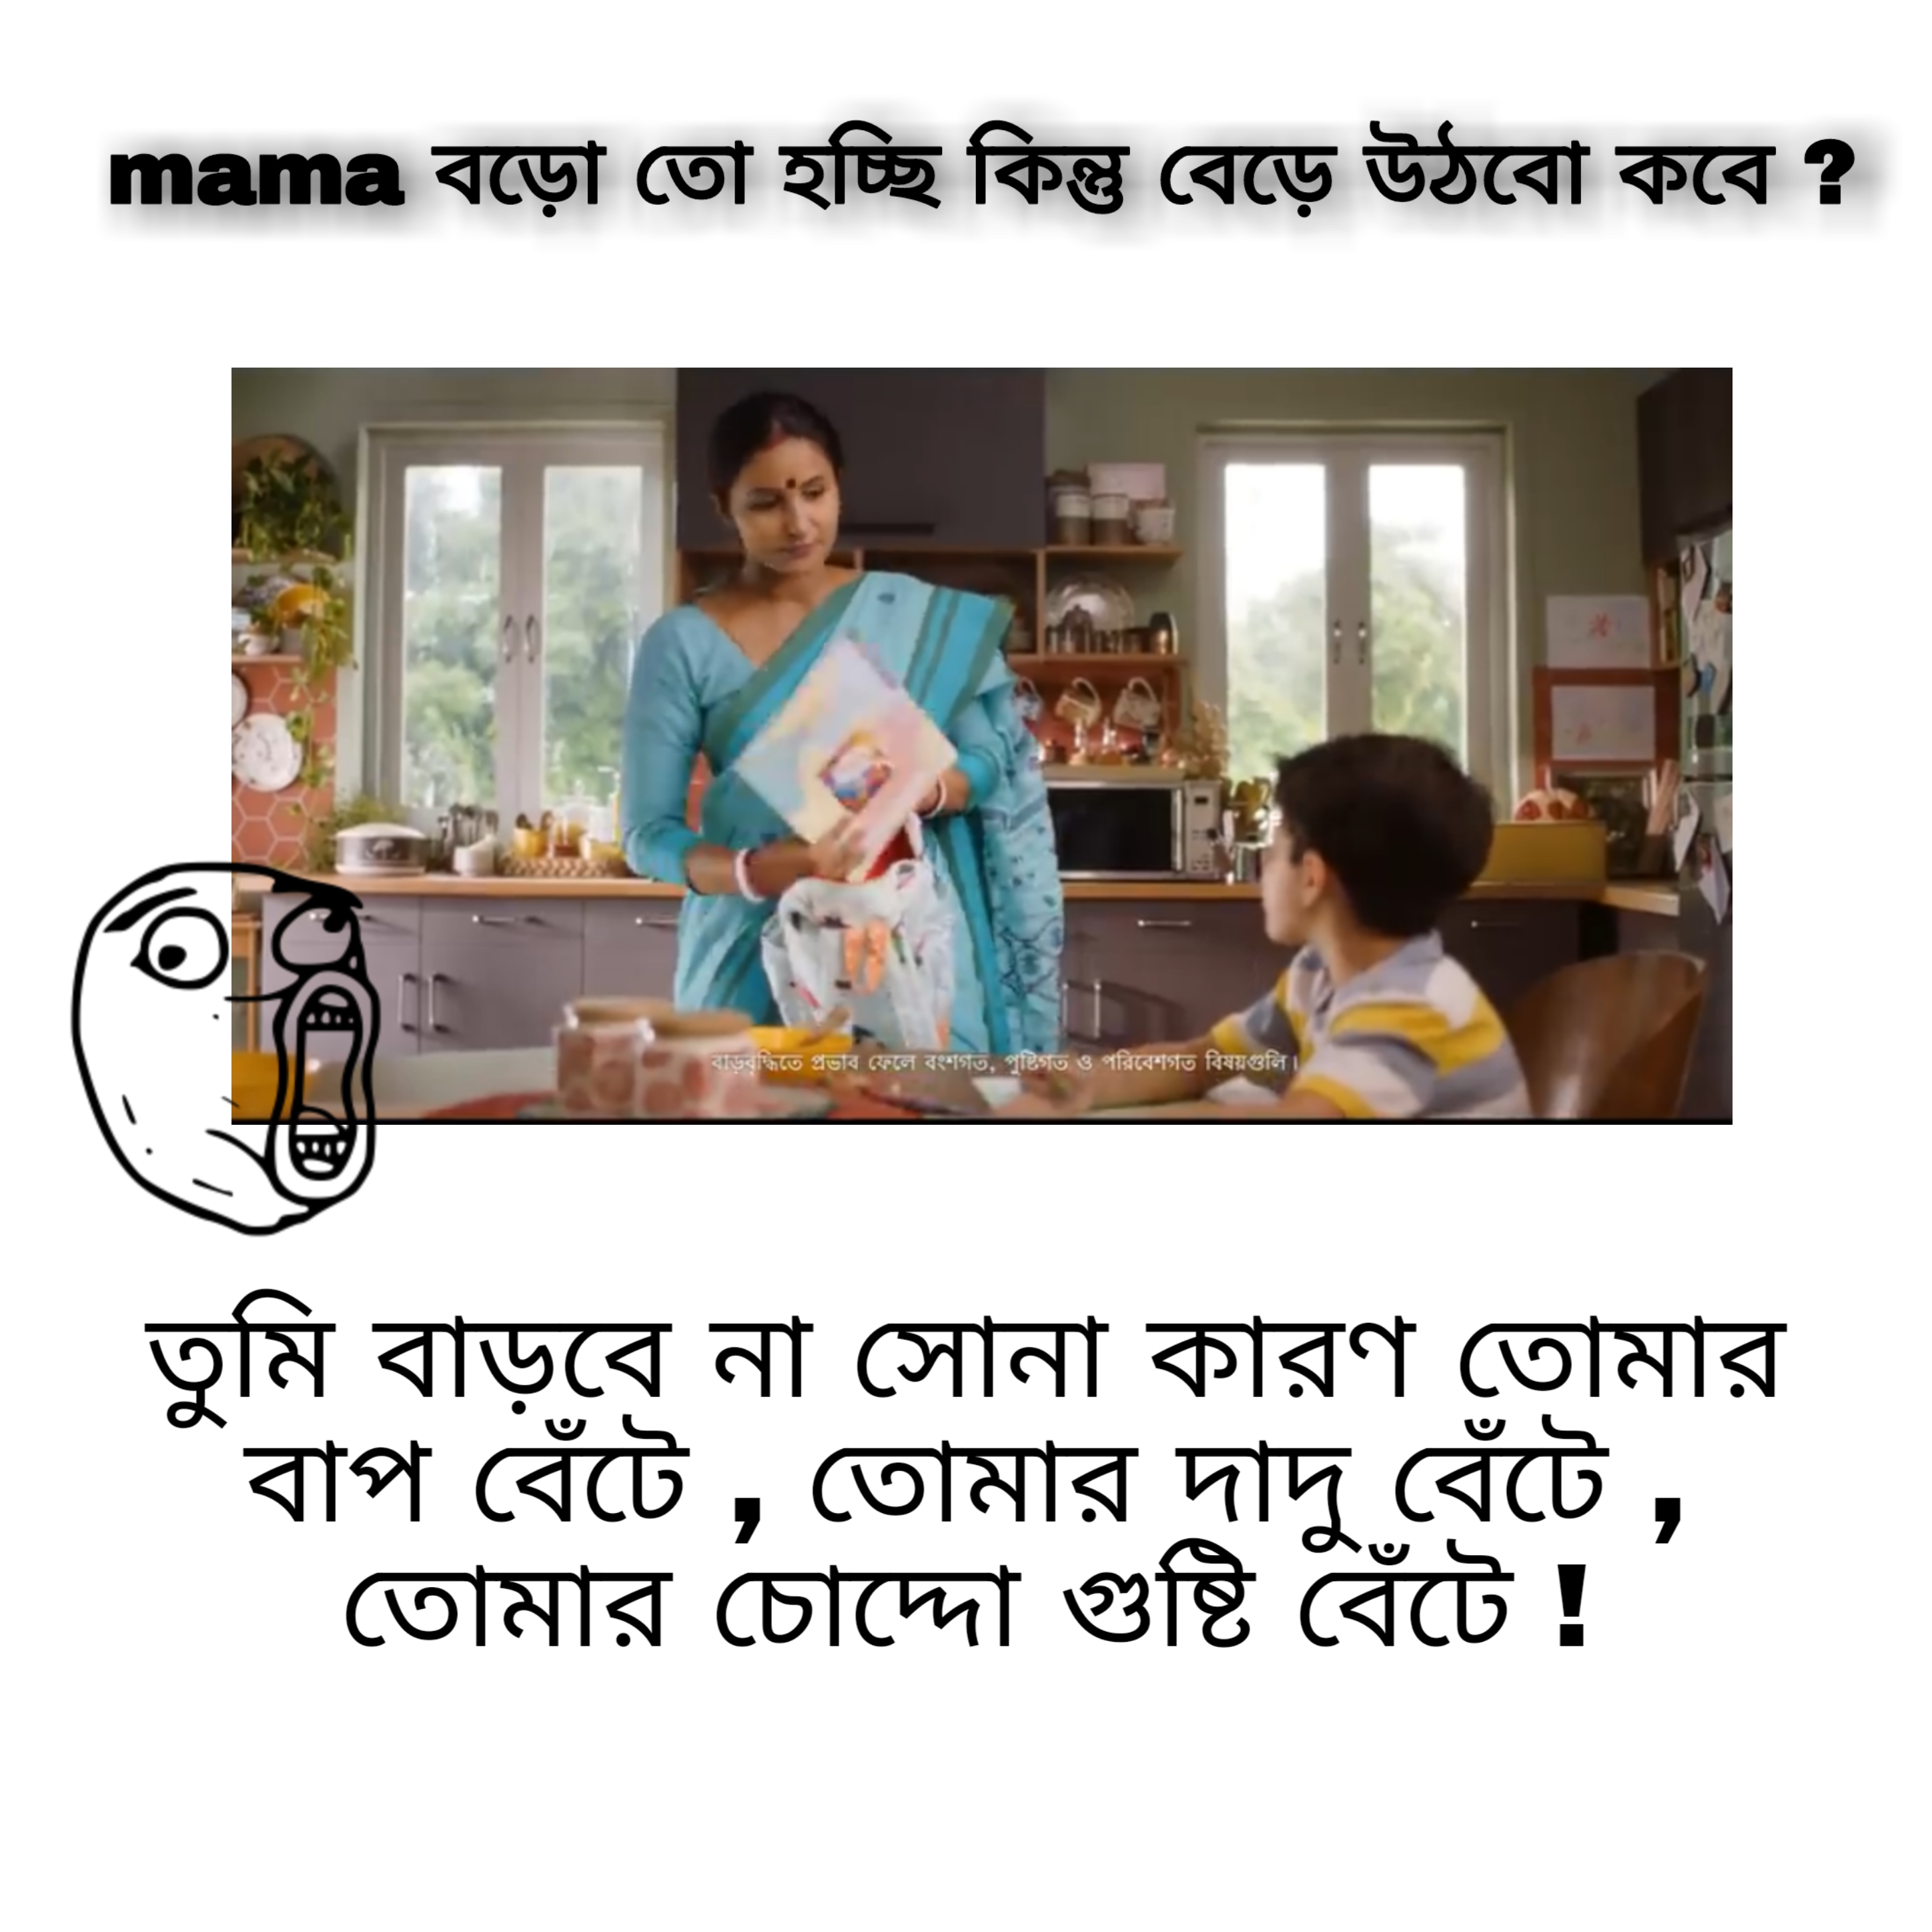 mama বড়ো তো হচ্ছি কিন্তু বেড়ে উঠবো কবে ?
বাড়বৃদ্ধিতে প্রভাব ফেলে বংশগত, পুষ্টিগত ও পরিবেশগত বিষয়গুলি।
তুমি বাড়বে না সোনা কারণ তোমার
বাপ বেঁটে , তোমার দাদু বেঁটে ,
তোমার চোদ্দো গুষ্টি বেঁটে !